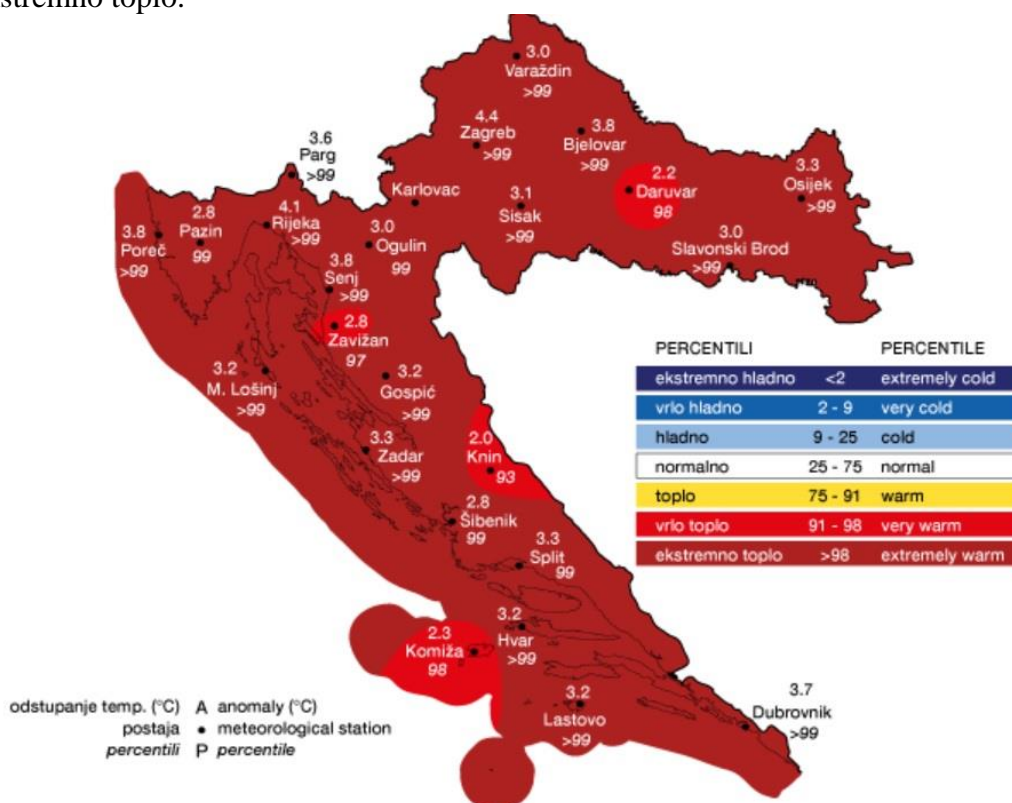 stremno toplo.
3.0
Varaždin
>99
4.4
Zagreb
>99
3.8
Bjelovar
>99
3.6
Parg
>99
2.2
Daruvar
98
3.3
Osijek
>99
Karlovac
3.1
Sisak
>99
3.8
Poreč
>99
2.8
Pazin
99
4.1
Rijeka
>99
3.0
Ogulin
99
3.0
Slavonski Brod
>99
3.8
Senj
>99
2.8
Zavižan
97
3.2
M. Lošinj
>99
3.2
Gospić
>99
3.3
Zadar
>99
2.0
Knin
93
2.8
Šibenik
99
3.3
Split
99
3.2
Hvar
>99
2.3
Komiža
98
3.2
Lastovo
>99
3.7
Dubrovnik
>99
PERCENTILI PERCENTILE
ekstremno hladno <2 extremely cold
vrlo hladno 2 - 9 very cold
hladno 9 - 25 cold
normalno 25 - 75 normal
toplo 75 - 91 warm
vrlo toplo 91 - 98 very warm
ekstremno toplo >98 extremely warm
odstupanje temp. (°C) A anomaly (°C)
postaja • meteorological station
percentili P percentile